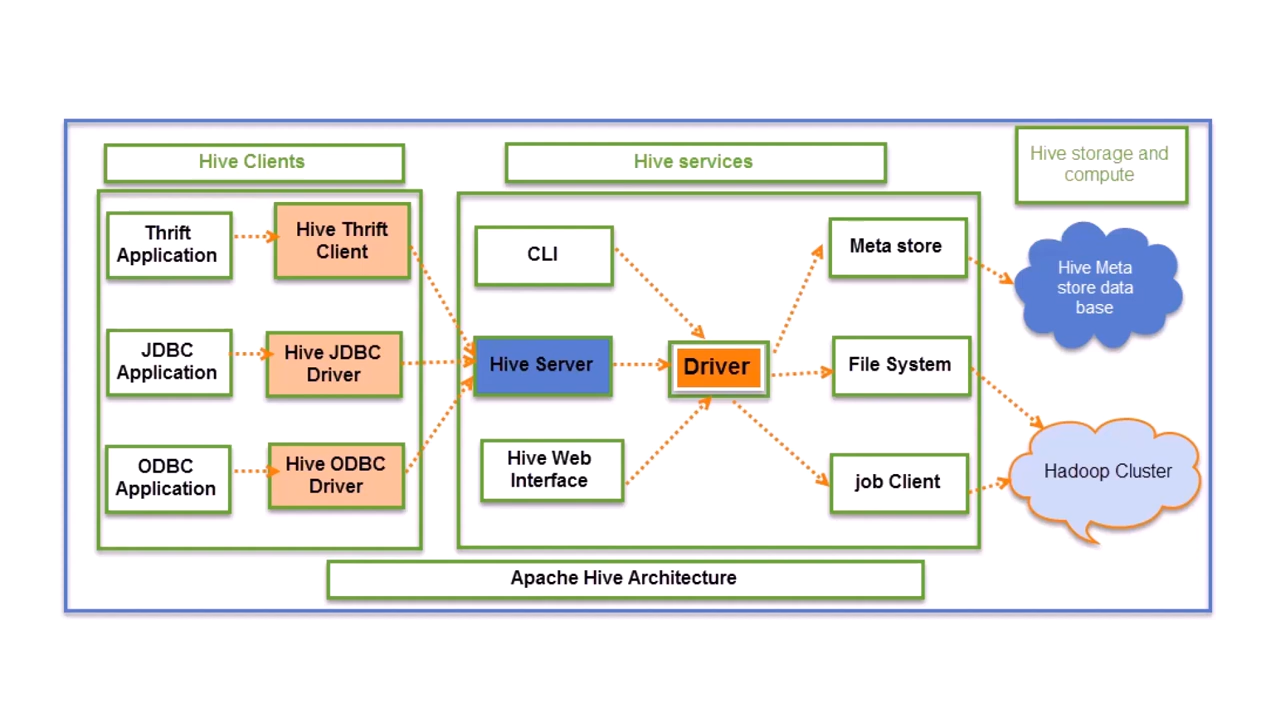 Hive Clients
Hive services
Hive storage and
compute
Thrift
Application
Hive Thrift
Client
CLI
Meta store
Hive Meta
store data
base
JDBC
Application
Hive JDBC
Driver
Hive Server
Driver
File System
ODBC
Application
Hive ODBC
Driver
Hive Web
Interface
job Client
Hadoop Cluster
Apache Hive Architecture